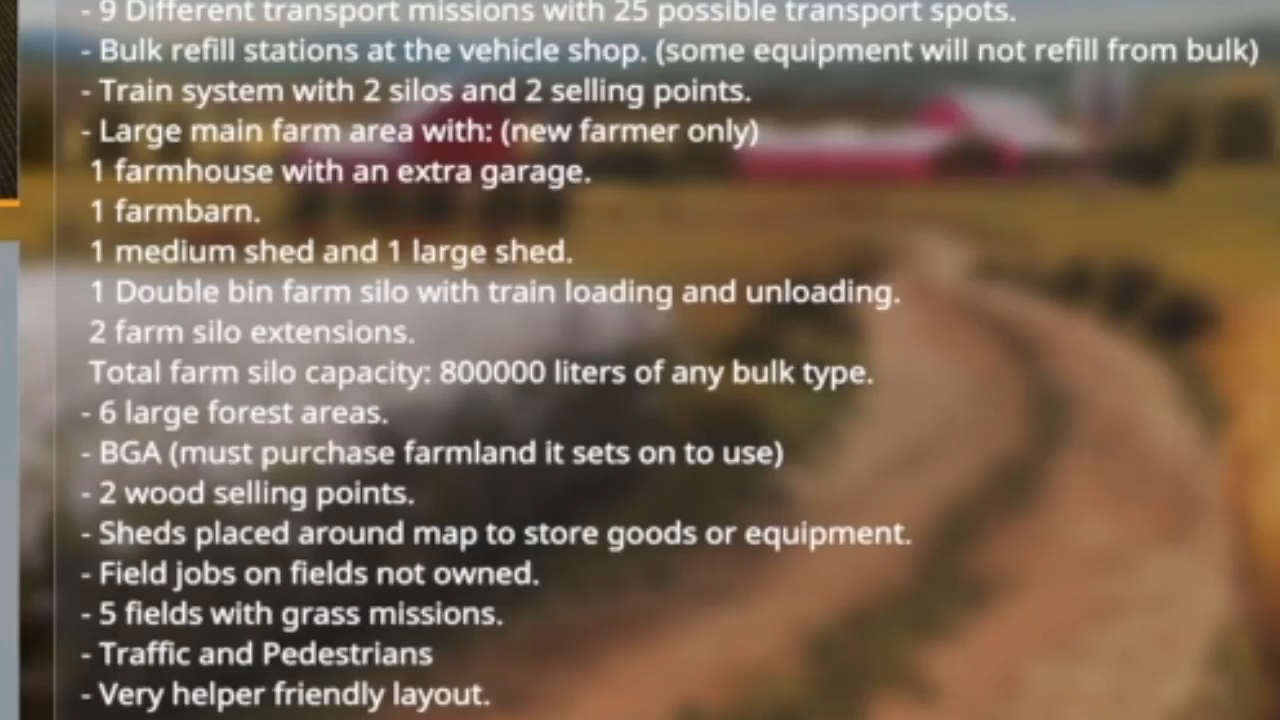 - 9 Different transport missions with 25 possible transport spots.
- Bulk refill stations at the vehicle shop. (some equipment will not refill from bulk)
- Train system with 2 silos and 2 selling points.
- Large main farm area with: (new farmer only)
1 farmhouse with an extra garage.
1 farmbarn.
1 medium shed and 1 large shed.
1 Double bin farm silo with train loading and unloading.
2 farm silo extensions.
Total farm silo capacity: 800000 liters of any bulk type.
- 6 large forest areas.
- BGA (must purchase farmland it sets on to use)
- 2 wood selling points.
- Sheds placed around map to store goods or equipment.
- Field jobs on fields not owned.
- 5 fields with grass missions.
- Traffic and Pedestrians
- Very helper friendly layout.